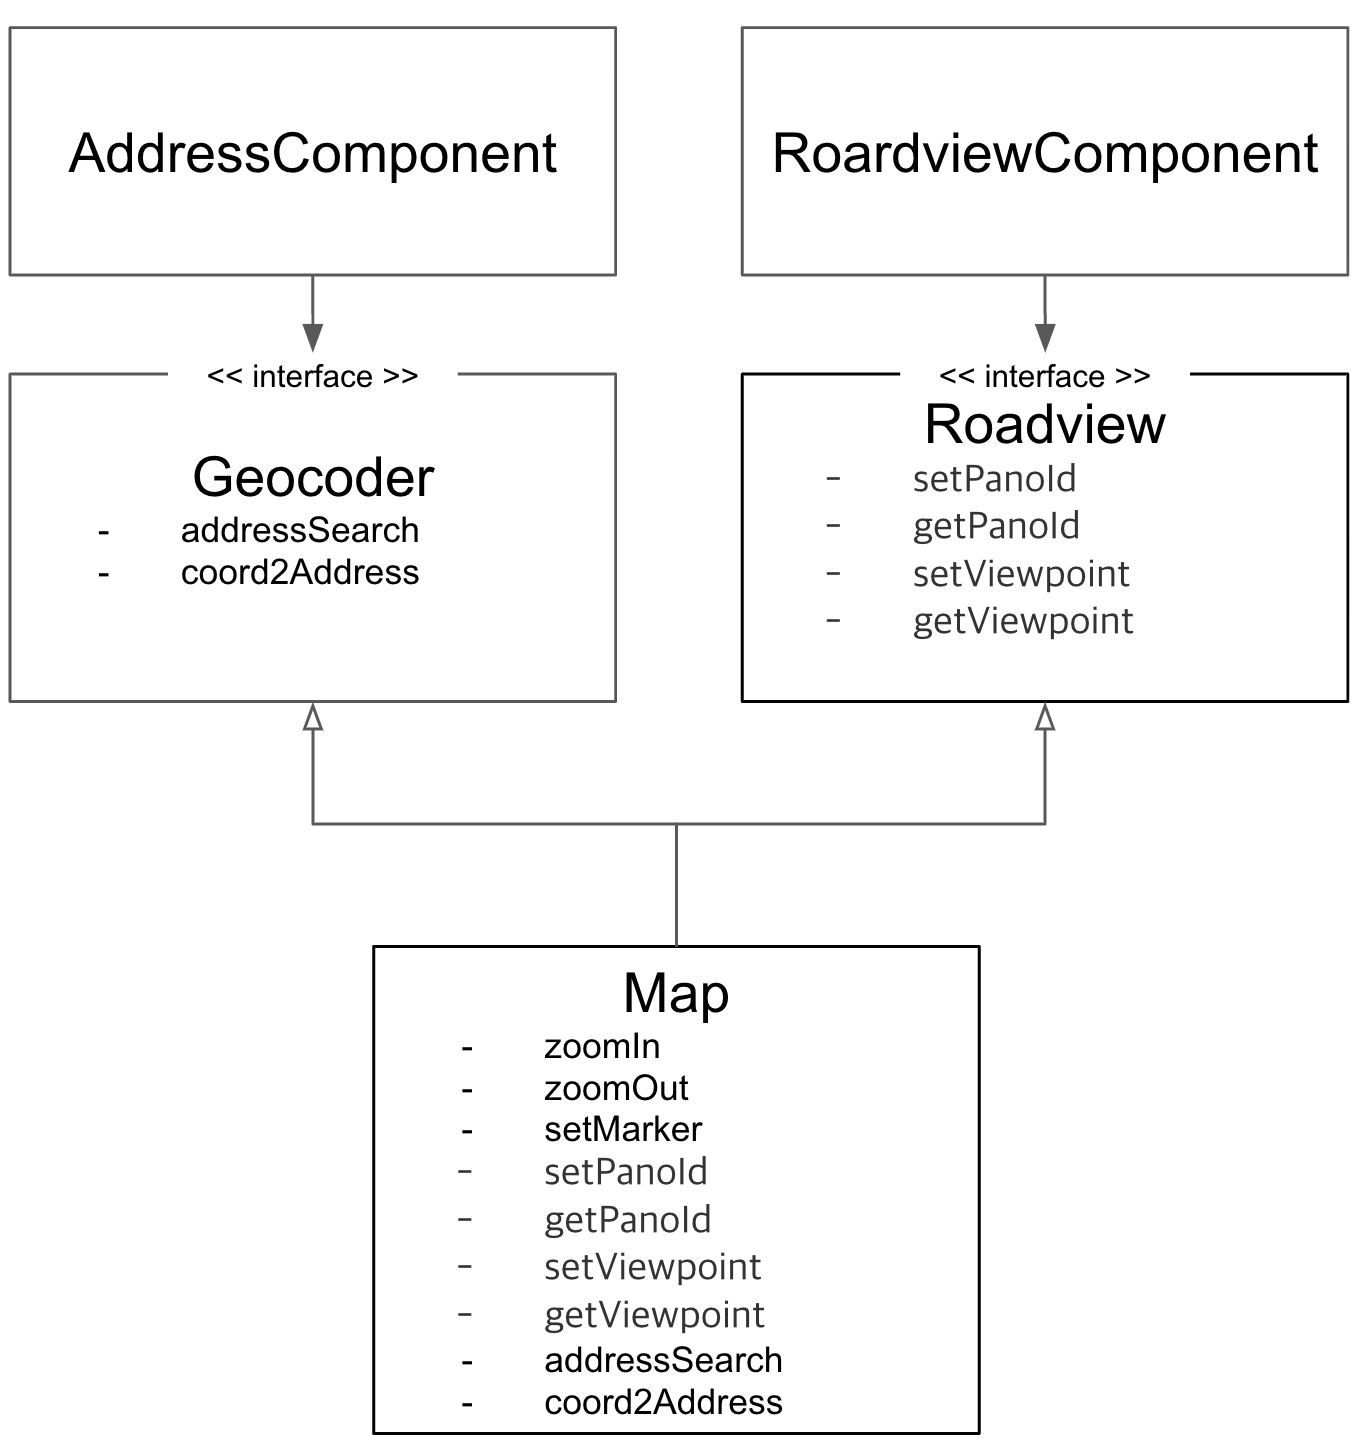 AddressComponent
RoardviewComponent
<< interface >>
Geocoder
- addressSearch
- coord2Address
<< interface >>
Roadview
- setPanoId
- getPanoId
- setViewpoint
- getViewpoint
Map
- zoomIn
- zoomOut
- setMarker
- setPanoId
- getPanoId
- setViewpoint
- getViewpoint
- addressSearch
- coord2Address